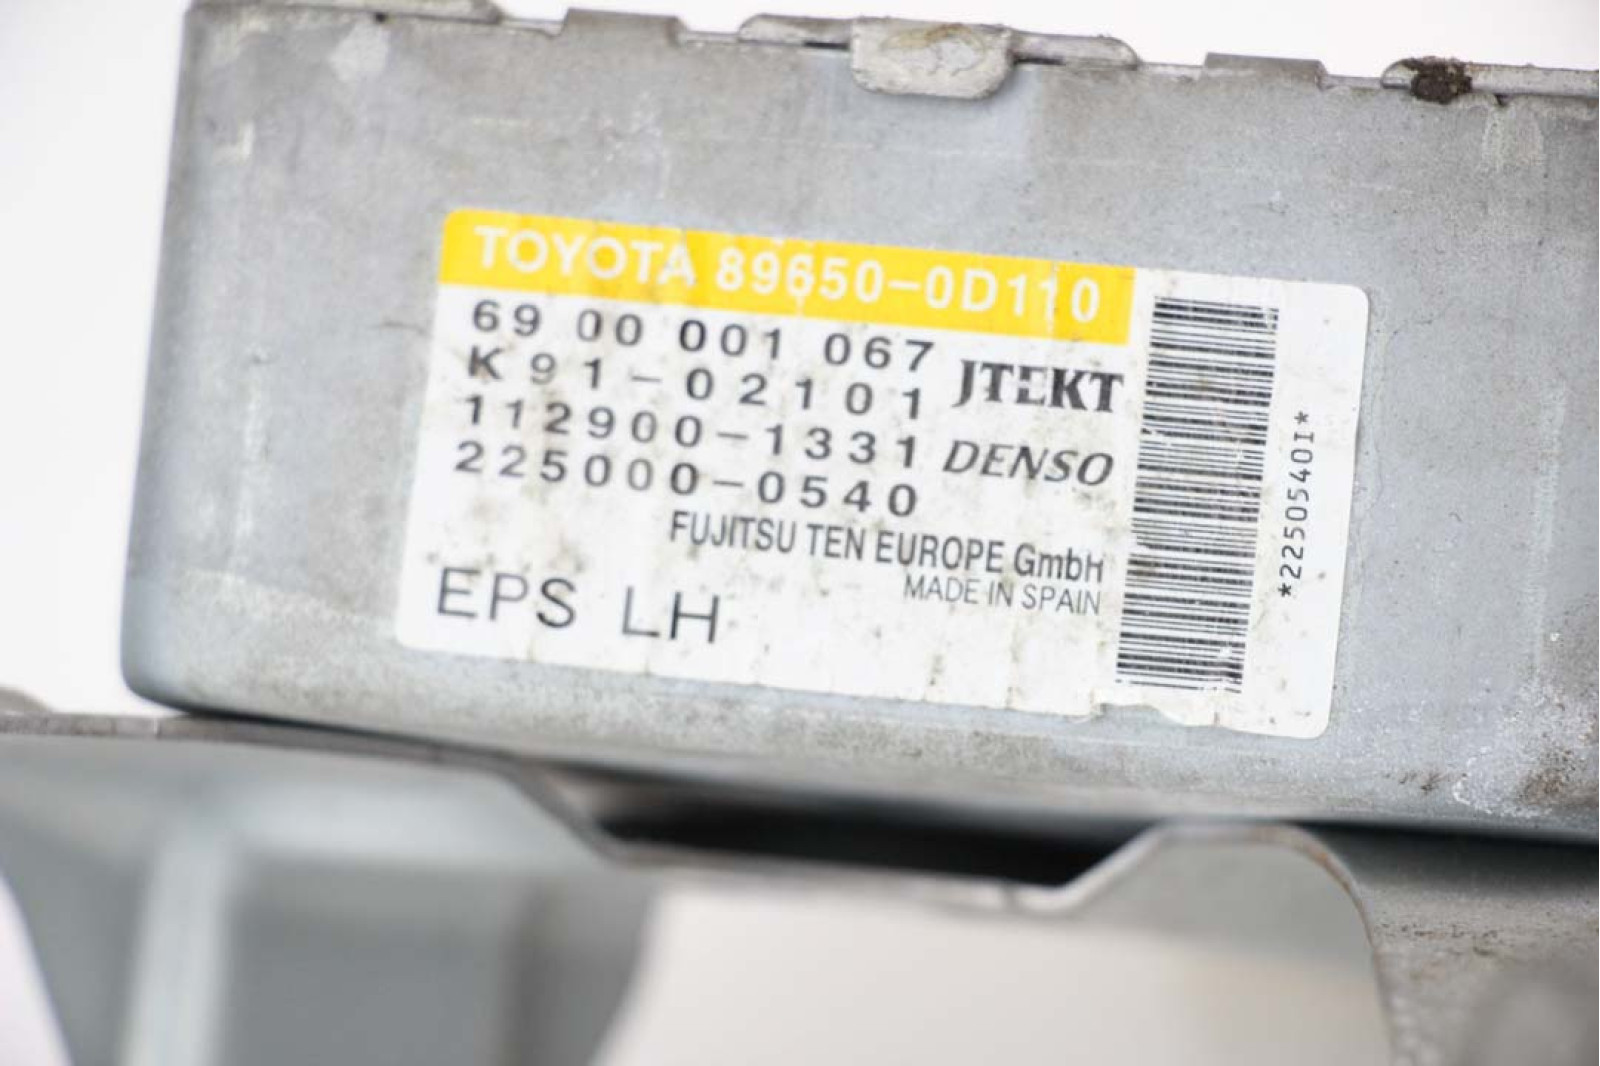 TOYOTA 89650-0D110
69 00 001 067
K91-02101 JTEKT
112900-1331 DENSO
225000-0540
FUJITSU TEN EUROPE GmbH
MADE IN SPAIN
EPS LH
*2250540I*